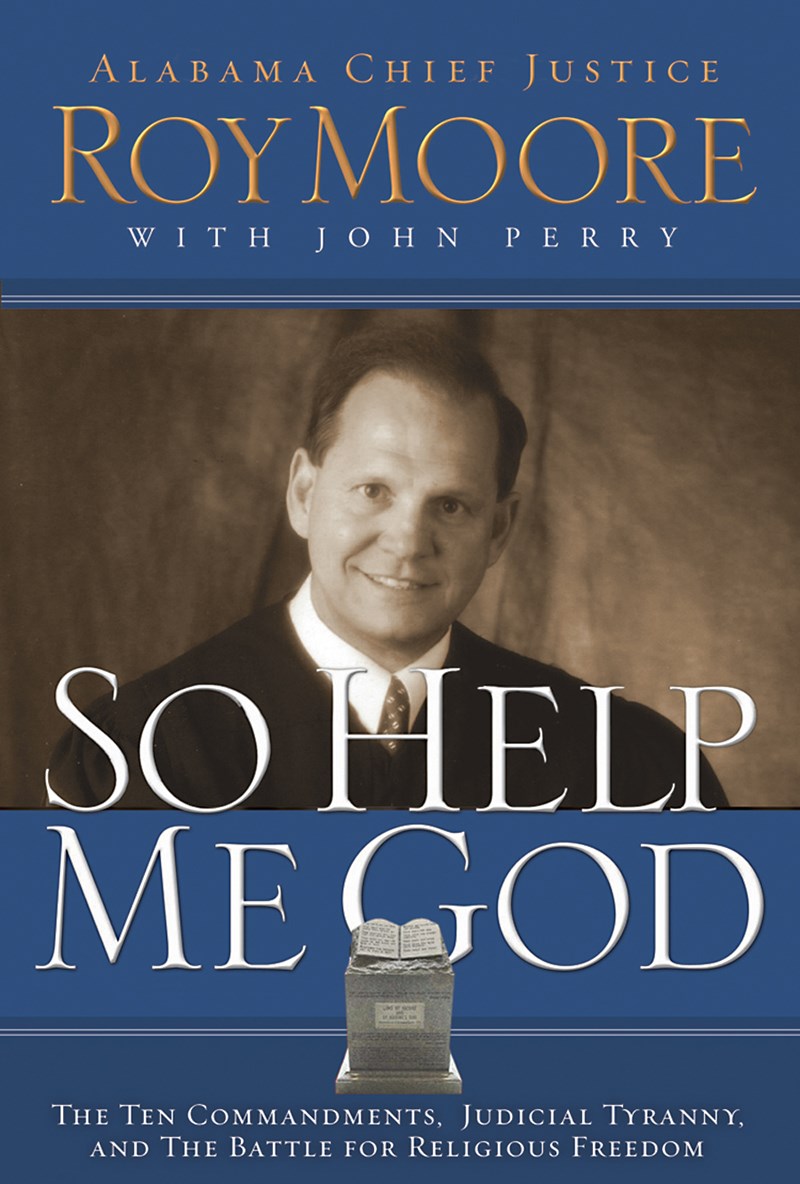 ALABAMA CHIEF JUSTICE
ROY MOORE
WITH JOHN PERRY
SO HELP
ME GOD
THE TEN COMMANDMENTS, JUDICIAL TYRANNY,
AND THE BATTLE FOR RELIGIOUS FREEDOM